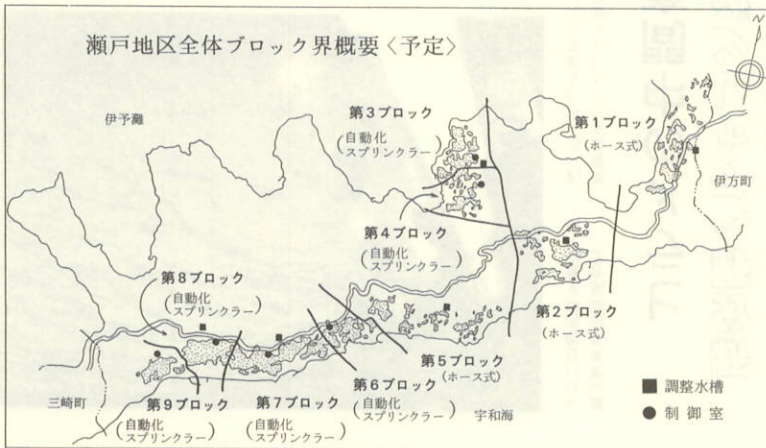 瀬戸地区全体ブロック界概要〈予定〉
N
伊予灘
第3ブロック
(自動化
スプリンクラー)
第1ブロック
(ホース式)
伊方町
第4ブロック
(自動化
スプリンクラー)
第8ブロック
(自動化
スプリンクラー)
第2ブロック
(ホース式)
第5ブロック
(ホース式)
第6ブロック
(自動化
スプリンクラー)
三崎町
第9ブロック
(自動化
スプリンクラー)
第7ブロック
(自動化
スプリンクラー)
宇和海
■ 調整水槽
● 制御室